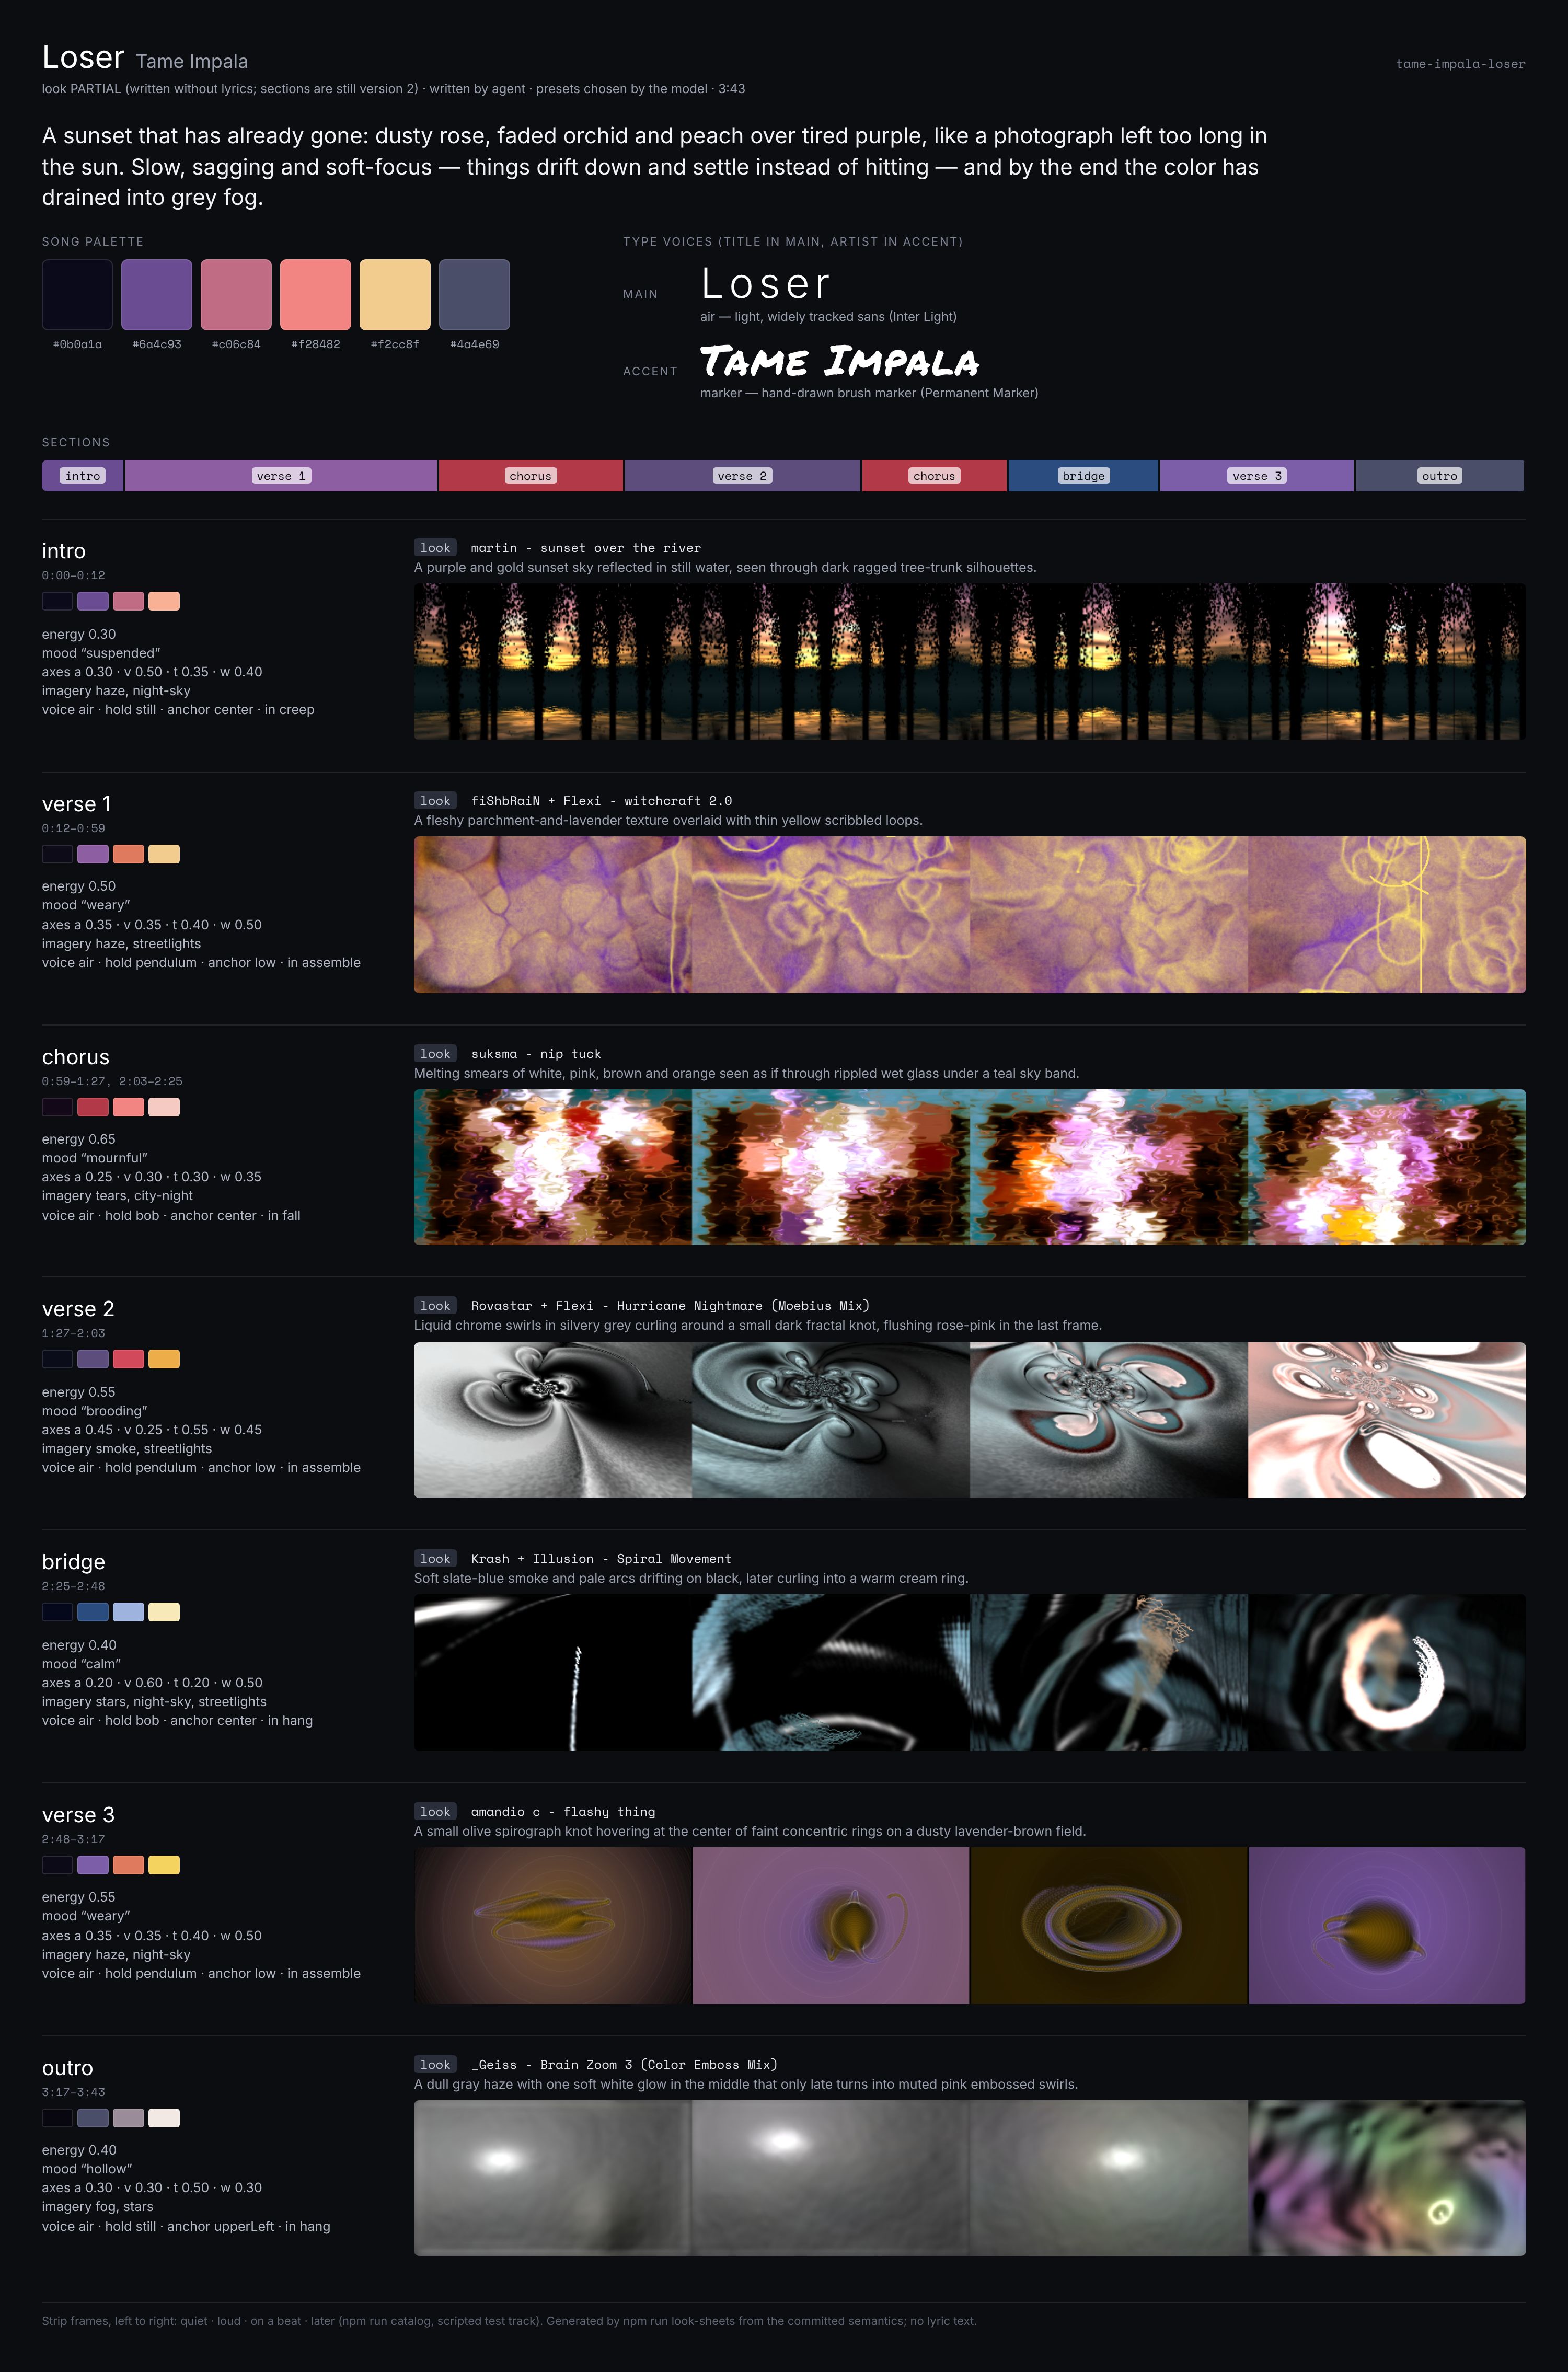 Loser Tame Impala
tame-impala-loser
look PARTIAL (written without lyrics; sections are still version 2) · written by agent · presets chosen by the model · 3:43
A sunset that has already gone: dusty rose, faded orchid and peach over tired purple, like a photograph left too long in
the sun. Slow, sagging and soft-focus — things drift down and settle instead of hitting — and by the end the color has
drained into grey fog.
SONG PALETTE
#0b0a1a #6a4c93 #c06c84 #f28482 #f2cc8f #4a4e69
TYPE VOICES (TITLE IN MAIN, ARTIST IN ACCENT)
MAIN
Loser
air — light, widely tracked sans (Inter Light)
ACCENT
Tame Impala
marker — hand-drawn brush marker (Permanent Marker)
SECTIONS
intro verse 1 chorus verse 2 chorus bridge verse 3 outro
intro
0:00–0:12
energy 0.30
mood “suspended”
axes a 0.30 · v 0.50 · t 0.35 · w 0.40
imagery haze, night-sky
voice air · hold still · anchor center · in creep
look martin - sunset over the river
A purple and gold sunset sky reflected in still water, seen through dark ragged tree-trunk silhouettes.
verse 1
0:12–0:59
energy 0.50
mood “weary”
axes a 0.35 · v 0.35 · t 0.40 · w 0.50
imagery haze, streetlights
voice air · hold pendulum · anchor low · in assemble
look fiShbRaiN + Flexi - witchcraft 2.0
A fleshy parchment-and-lavender texture overlaid with thin yellow scribbled loops.
chorus
0:59–1:27, 2:03–2:25
energy 0.65
mood “mournful”
axes a 0.25 · v 0.30 · t 0.30 · w 0.35
imagery tears, city-night
voice air · hold bob · anchor center · in fall
look suksma - nip tuck
Melting smears of white, pink, brown and orange seen as if through rippled wet glass under a teal sky band.
verse 2
1:27–2:03
energy 0.55
mood “brooding”
axes a 0.45 · v 0.25 · t 0.55 · w 0.45
imagery smoke, streetlights
voice air · hold pendulum · anchor low · in assemble
look Rovastar + Flexi - Hurricane Nightmare (Moebius Mix)
Liquid chrome swirls in silvery grey curling around a small dark fractal knot, flushing rose-pink in the last frame.
bridge
2:25–2:48
energy 0.40
mood “calm”
axes a 0.20 · v 0.60 · t 0.20 · w 0.50
imagery stars, night-sky, streetlights
voice air · hold bob · anchor center · in hang
look Krash + Illusion - Spiral Movement
Soft slate-blue smoke and pale arcs drifting on black, later curling into a warm cream ring.
verse 3
2:48–3:17
energy 0.55
mood “weary”
axes a 0.35 · v 0.35 · t 0.40 · w 0.50
imagery haze, night-sky
voice air · hold pendulum · anchor low · in assemble
look amandio c - flashy thing
A small olive spirograph knot hovering at the center of faint concentric rings on a dusty lavender-brown field.
outro
3:17–3:43
energy 0.40
mood “hollow”
axes a 0.30 · v 0.30 · t 0.50 · w 0.30
imagery fog, stars
voice air · hold still · anchor upperLeft · in hang
look _Geiss - Brain Zoom 3 (Color Emboss Mix)
A dull gray haze with one soft white glow in the middle that only late turns into muted pink embossed swirls.
Strip frames, left to right: quiet · loud · on a beat · later (npm run catalog, scripted test track). Generated by npm run look-sheets from the committed semantics; no lyric text.